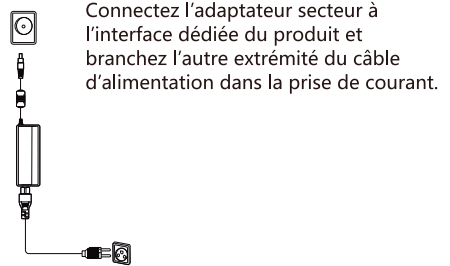 Connectez l’adaptateur secteur à
l’interface dédiée du produit et
branchez l’autre extrémité du câble
d’alimentation dans la prise de courant.